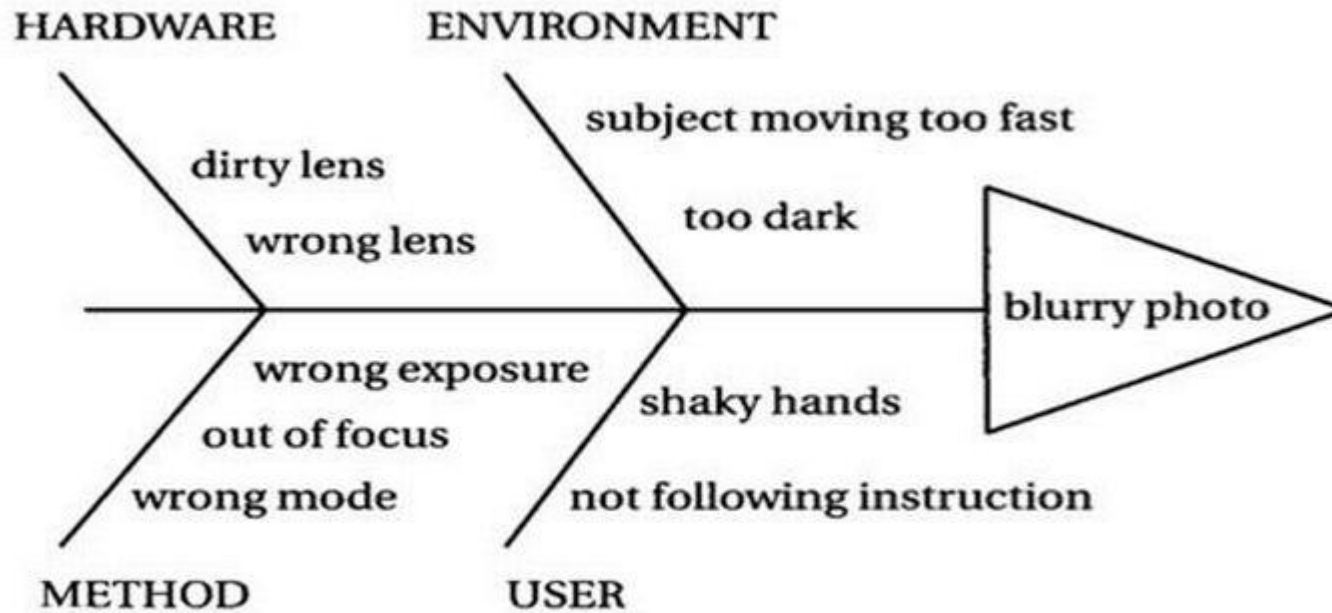 HARDWARE
ENVIRONMENT
subject moving too fast
dirty lens
too dark
wrong lens
blurry photo
wrong exposure
shaky hands
out of focus
wrong mode
not following instruction
METHOD
USER